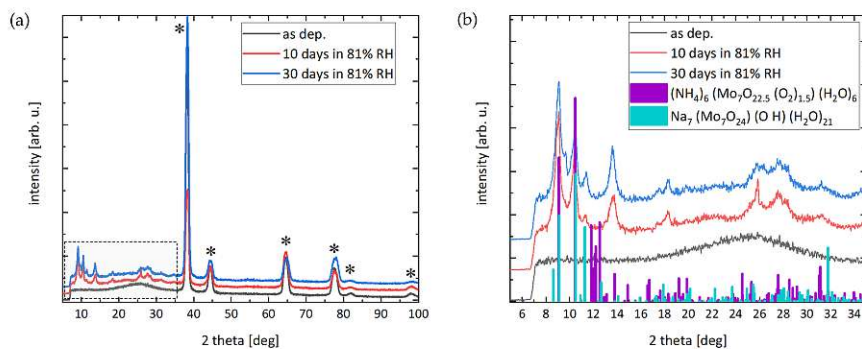 (a)
*
*
*
*
*
*
as dep.
10 days in 81% RH
30 days in 81% RH
intensity [arb. u.]
10 20 30 40 50 60 70 80 90 100
2 theta [deg]
(b)
as dep.
10 days in 81% RH
30 days in 81% RH
(NH4)6 (Mo7O22.5 (O2)1.5) (H2O)6
Na7 (Mo7O24) (O H) (H2O)21
intensity [arb. u.]
6 8 10 12 14 16 18 20 22 24 26 28 30 32 34
2 theta [deg]